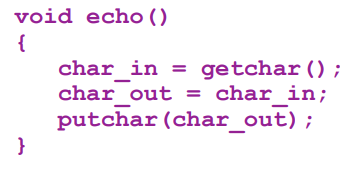 void echo()
{
   char_in = getchar();
   char_out = char_in;
   putchar(char_out);
}